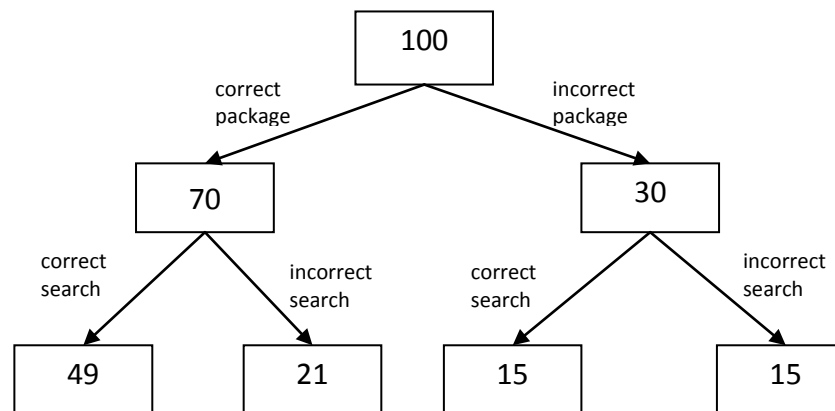 100
correct
package
incorrect
package
70
30
correct
search
incorrect
search
correct
search
incorrect
search
49
21
15
15